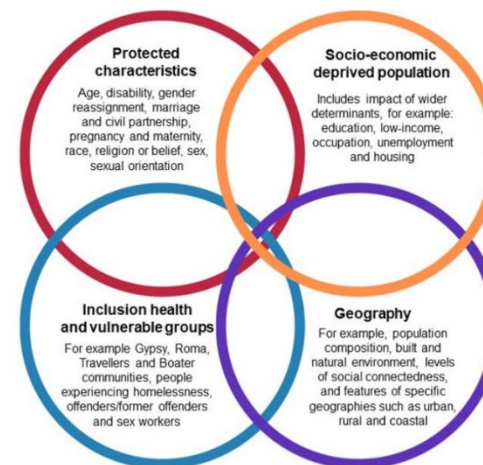 Protected
characteristics
Age, disability, gender
reassignment, marriage
and civil partnership,
pregnancy and maternity,
race, religion or belief, sex,
sexual orientation
Socio-economic
deprived population
Includes impact of wider
determinants, for example:
education, low-income,
occupation, unemployment
and housing
Inclusion health
and vulnerable groups
For example Gypsy, Roma,
Travellers and Boater
communities, people
experiencing homelessness,
offenders/former offenders
and sex workers
Geography
For example, population
composition, built and
natural environment, levels
of social connectedness,
and features of specific
geographies such as urban,
rural and coastal